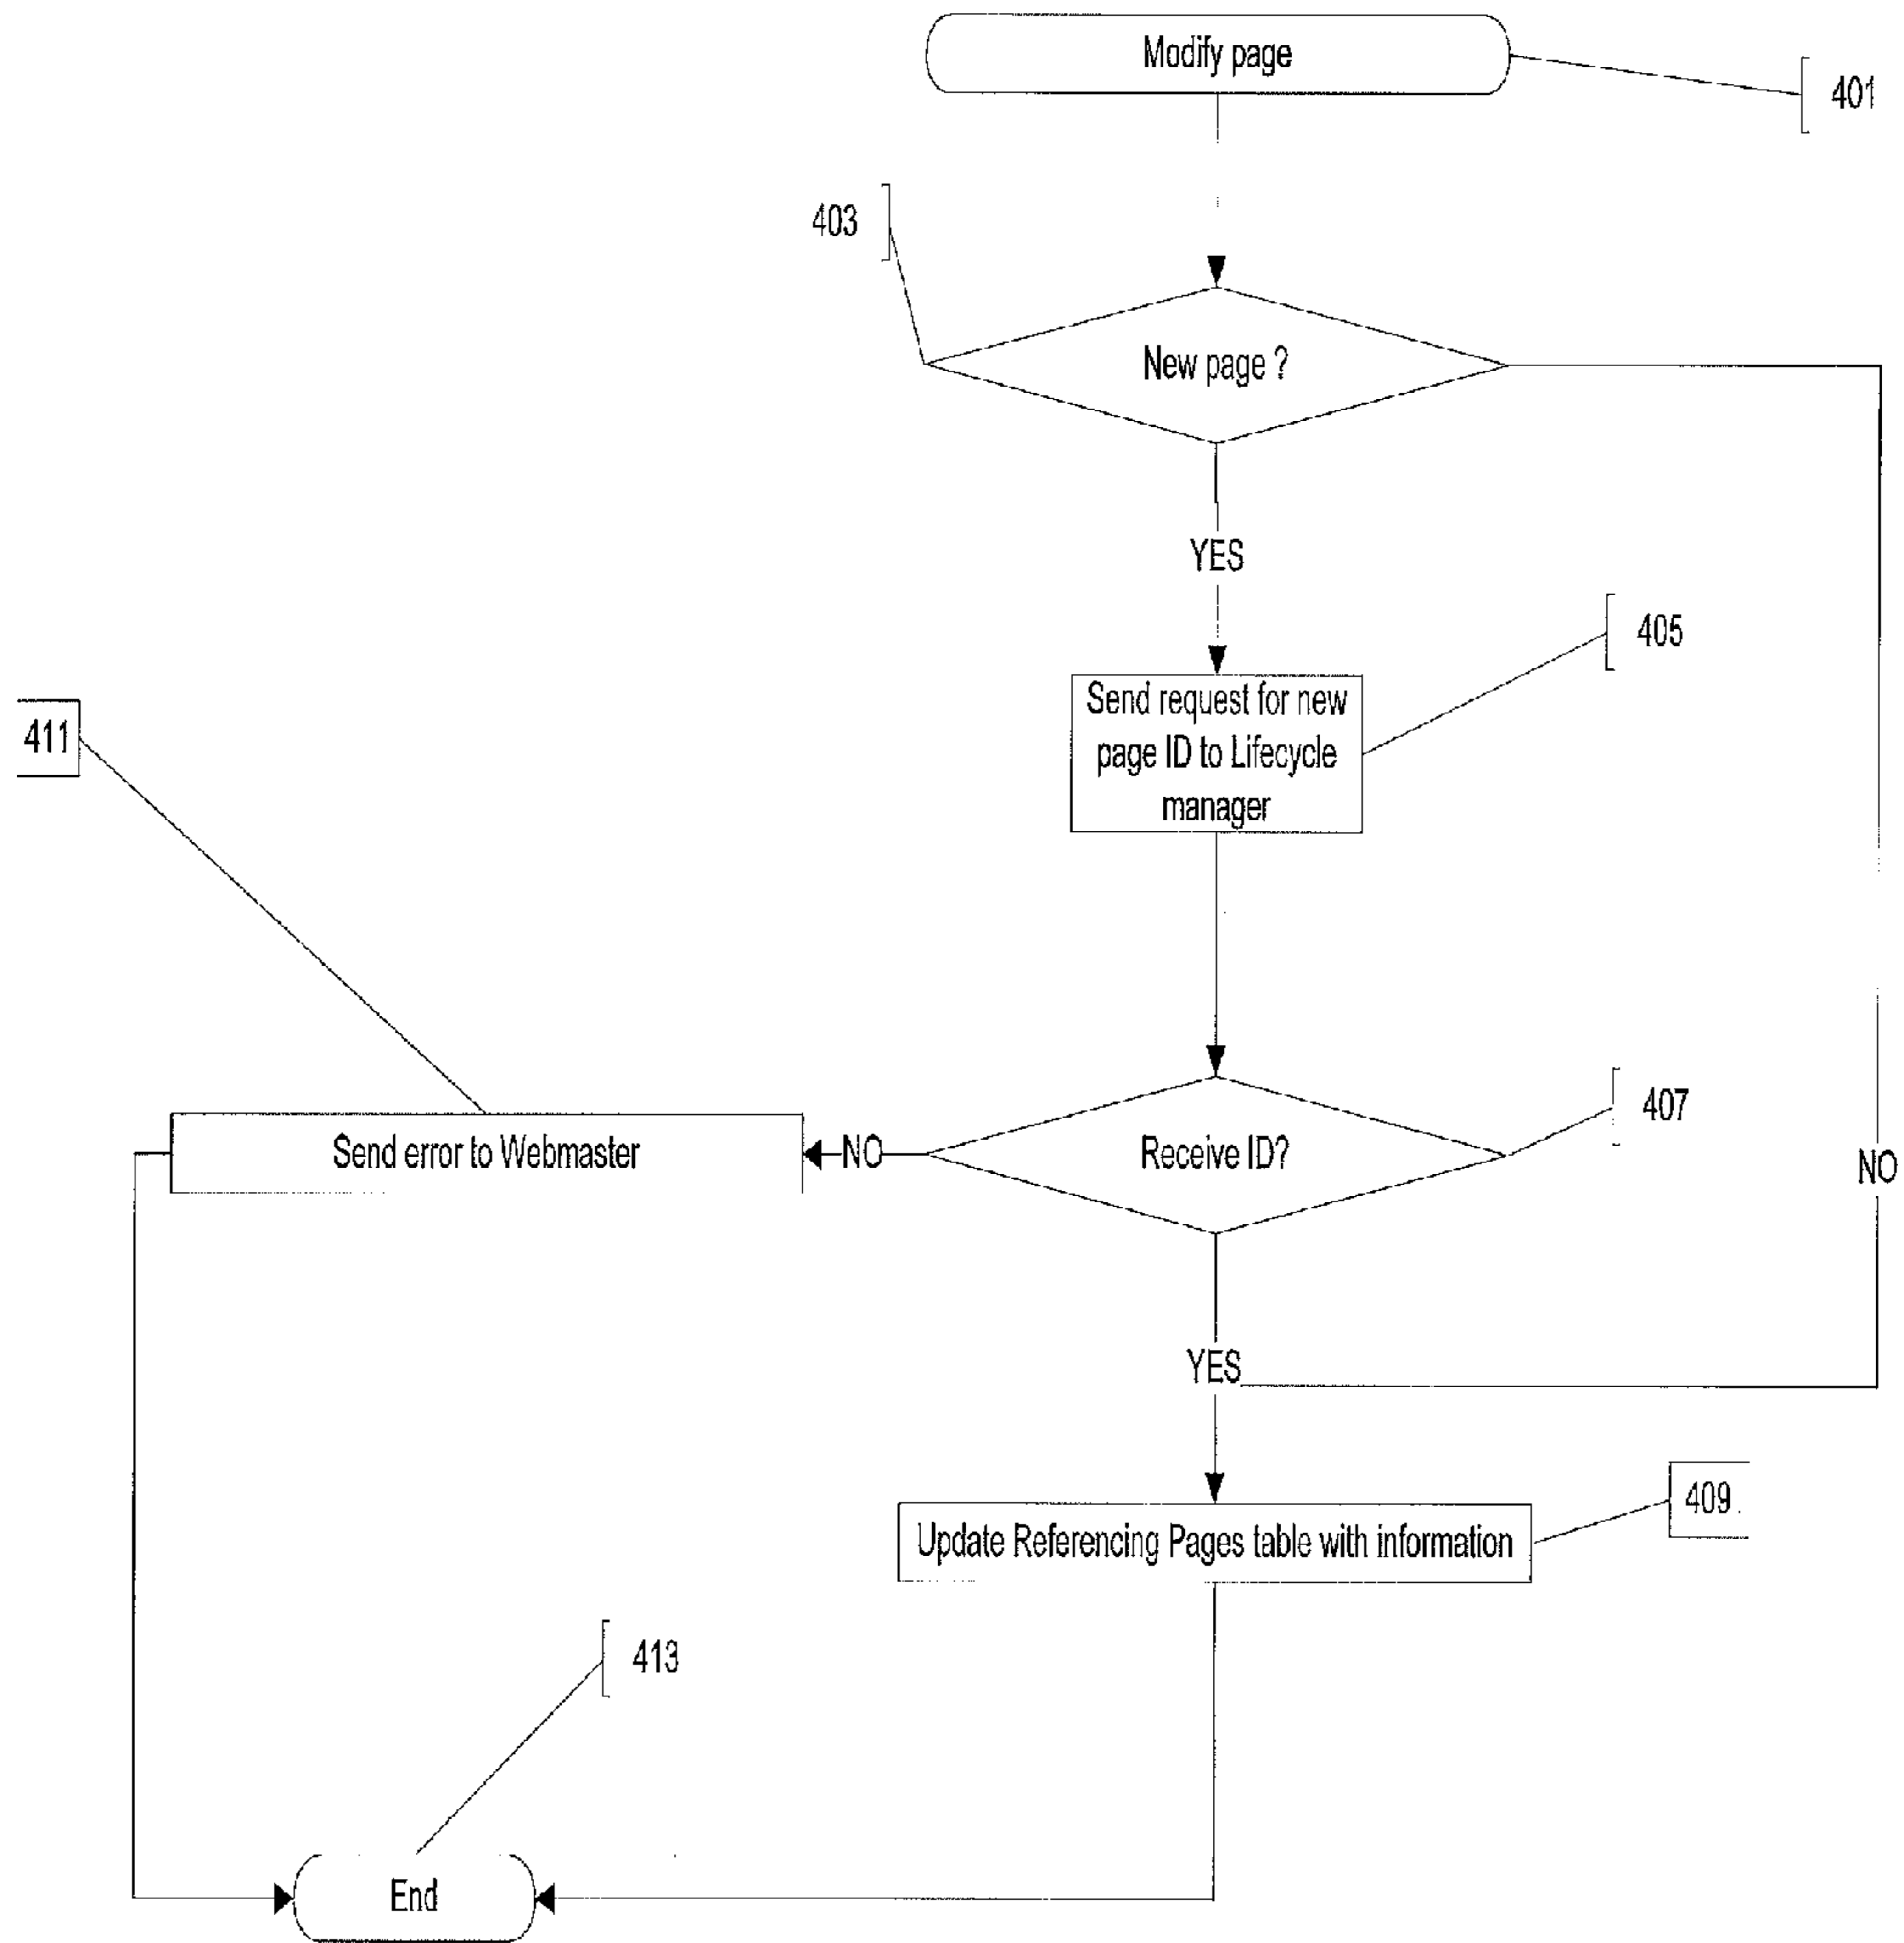 Modify page
401
403
New page ?
YES
405
Send request for new
page ID to Lifecycle
manager
411
407
Send error to Webmaster
NO
Receive ID?
NO
YES
409
Update Referencing Pages table with information
413
End